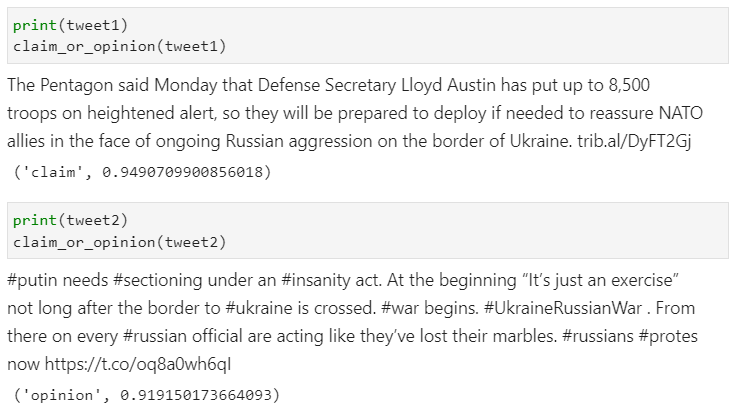 print(tweet1)
claim_or_opinion(tweet1)
The Pentagon said Monday that Defense Secretary Lloyd Austin has put up to 8,500
troops on heightened alert, so they will be prepared to deploy if needed to reassure NATO
allies in the face of ongoing Russian aggression on the border of Ukraine. trib.al/DyFT2Gj
('claim', 0.9490709900856018)
print(tweet2)
claim_or_opinion(tweet2)
#putin needs #sectioning under an #insanity act. At the beginning “It’s just an exercise”
not long after the border to #ukraine is crossed. #war begins. #UkraineRussianWar . From
there on every #russian official are acting like they’ve lost their marbles. #russians #protes
now https://t.co/oq8a0wh6qI
('opinion', 0.919150173664093)